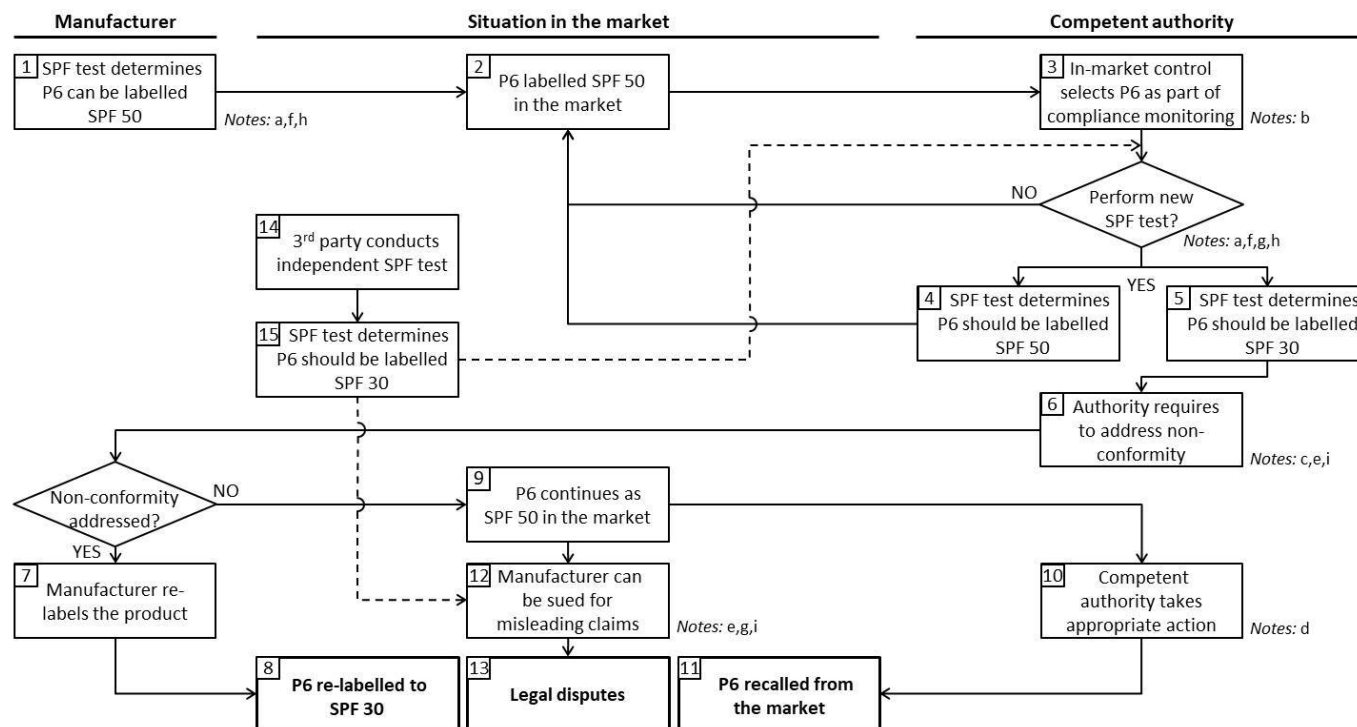 Manufacturer
Situation in the market
Competent authority
1
SPF test determines
P6 can be labelled
SPF 50
Notes: a,f,h
2
P6 labelled SPF 50
in the market
3
In-market control
selects P6 as part of
compliance monitoring
Notes: b
NO
Perform new
SPF test?
Notes: a,f,g,h
YES
14
3rd party conducts
independent SPF test
4
SPF test determines
P6 should be labelled
SPF 50
5
SPF test determines
P6 should be labelled
SPF 30
15
SPF test determines
P6 should be labelled
SPF 30
6
Authority requires
to address non-
conformity
Notes: c,e,i
Non-conformity
addressed?
NO
YES
9
P6 continues as
SPF 50 in the market
7
Manufacturer re-
labels the product
12
Manufacturer can
be sued for
misleading claims
Notes: e,g,i
10
Competent
authority takes
appropriate action
Notes: d
8
P6 re-labelled to
SPF 30
13
Legal disputes
11
P6 recalled from
the market